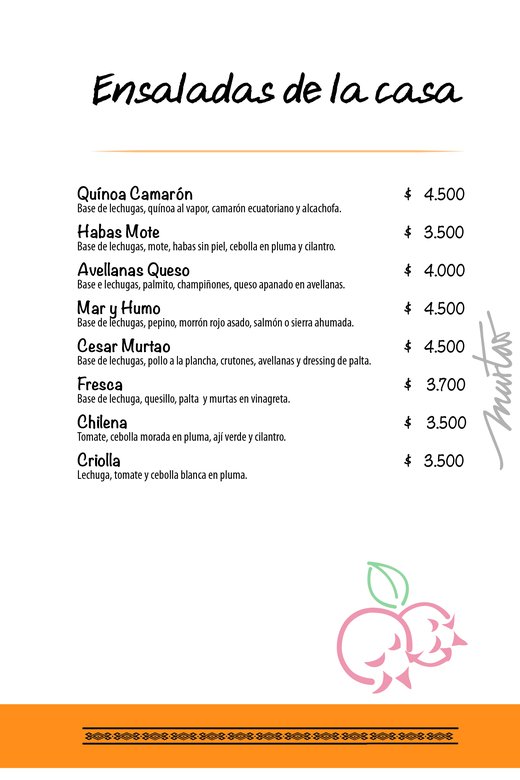 Ensaladas de la casa
Quínoa Camarón $ 4.500
Base de lechugas, quínoa al vapor, camarón ecuatoriano y alcachofa.
Habas Mote $ 3.500
Base de lechugas, mote, habas sin piel, cebolla en pluma y cilantro.
Avellanas Queso $ 4.000
Base e lechugas, palmito, champiñones, queso apanado en avellanas.
Mar y Humo $ 4.500
Base de lechugas, pepino, morrón rojo asado, salmón o sierra ahumada.
Cesar Murtao $ 4.500
Base de lechugas, pollo a la plancha, crutones, avellanas y dressing de palta.
Fresca $ 3.700
Base de lechuga, quesillo, palta y murtas en vinagreta.
Chilena $ 3.500
Tomate, cebolla morada en pluma, ají verde y cilantro.
Criolla $ 3.500
Lechuga, tomate y cebolla blanca en pluma.
murtao